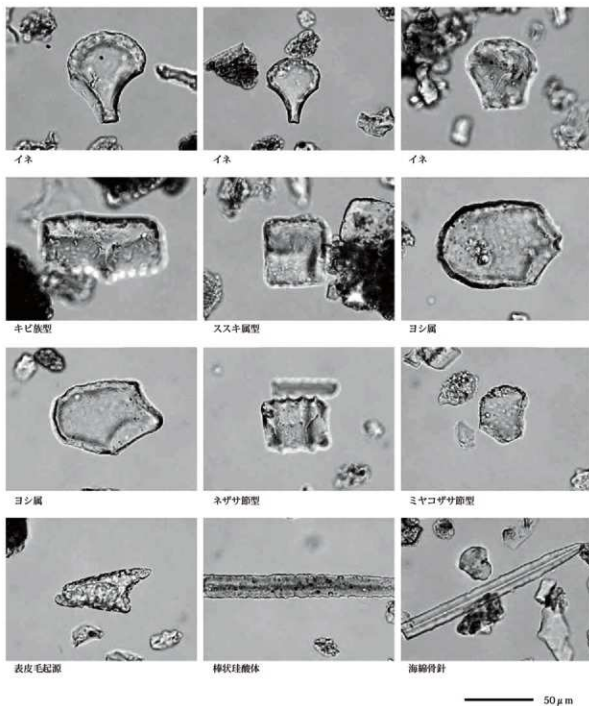 イネ
イネ
イネ
キビ族型
ススキ属型
ヨシ属
ヨシ属
ネザサ節型
ミヤコザサ節型
表皮毛起源
棒状珪酸体
海綿骨針
50μm